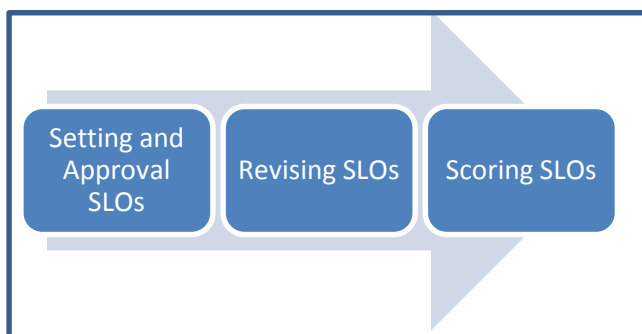 Setting and
Approval
SLOs
Revising SLOs
Scoring SLOs